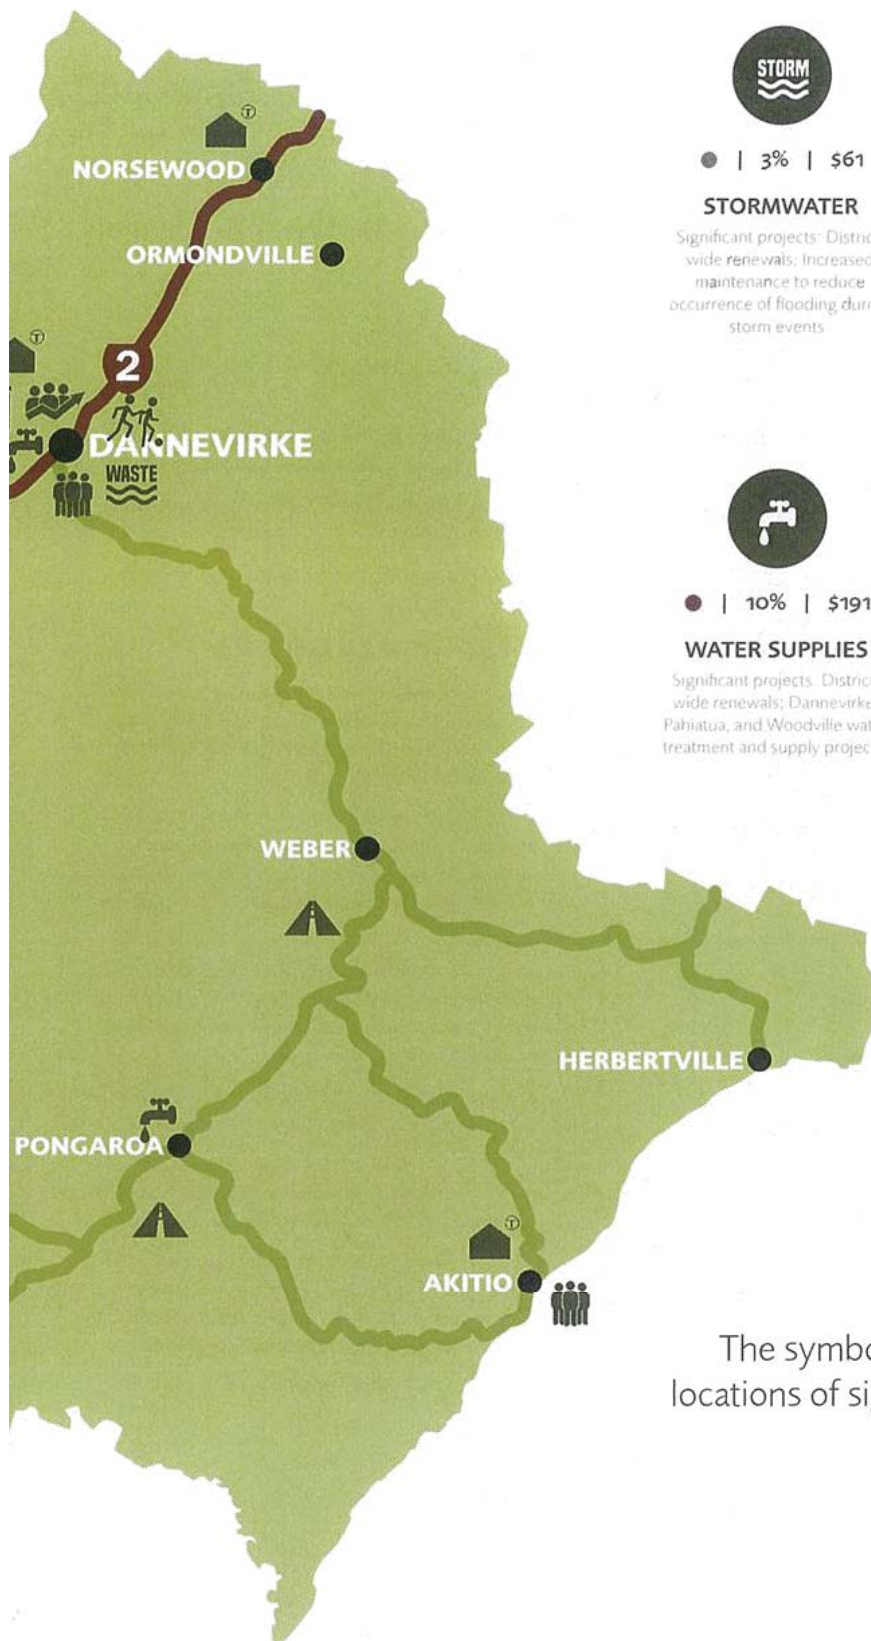 NORSEWOOD
ORMONDVILLE
2
DANNEVIRKE
WASTE
WEBER
HERBERTVILLE
PONGAROA
AKITIO
T
T
T
STORM
| 3% | $61
STORMWATER
Significant projects: Distric
wide renewals; Increased
maintenance to reduce
occurrence of flooding duri
storm events
| 10% | $191
WATER SUPPLIES
Significant projects: Distric
wide renewals; Dannevirke
Pahiatua, and Woodville wat
treatment and supply projec
The symbo
locations of si